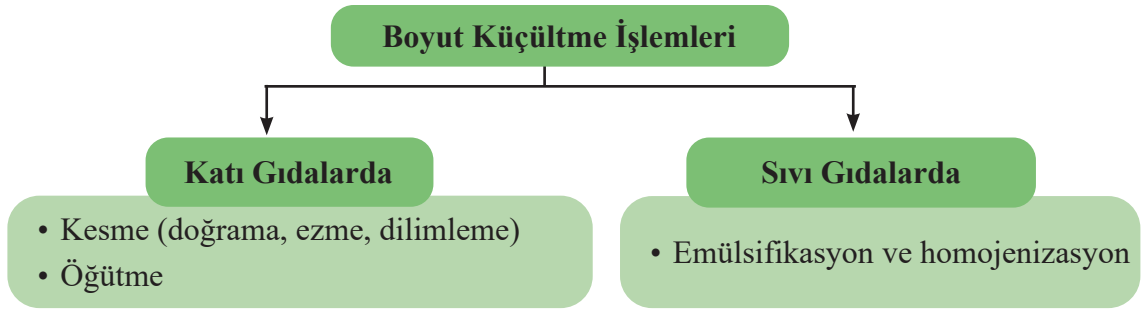 Boyut Küçültme İşlemleri
Katı Gıdalarda
• Kesme (doğrama, ezme, dilimleme)
• Öğütme
Sıvı Gıdalarda
• Emülsifikasyon ve homojenizasyon